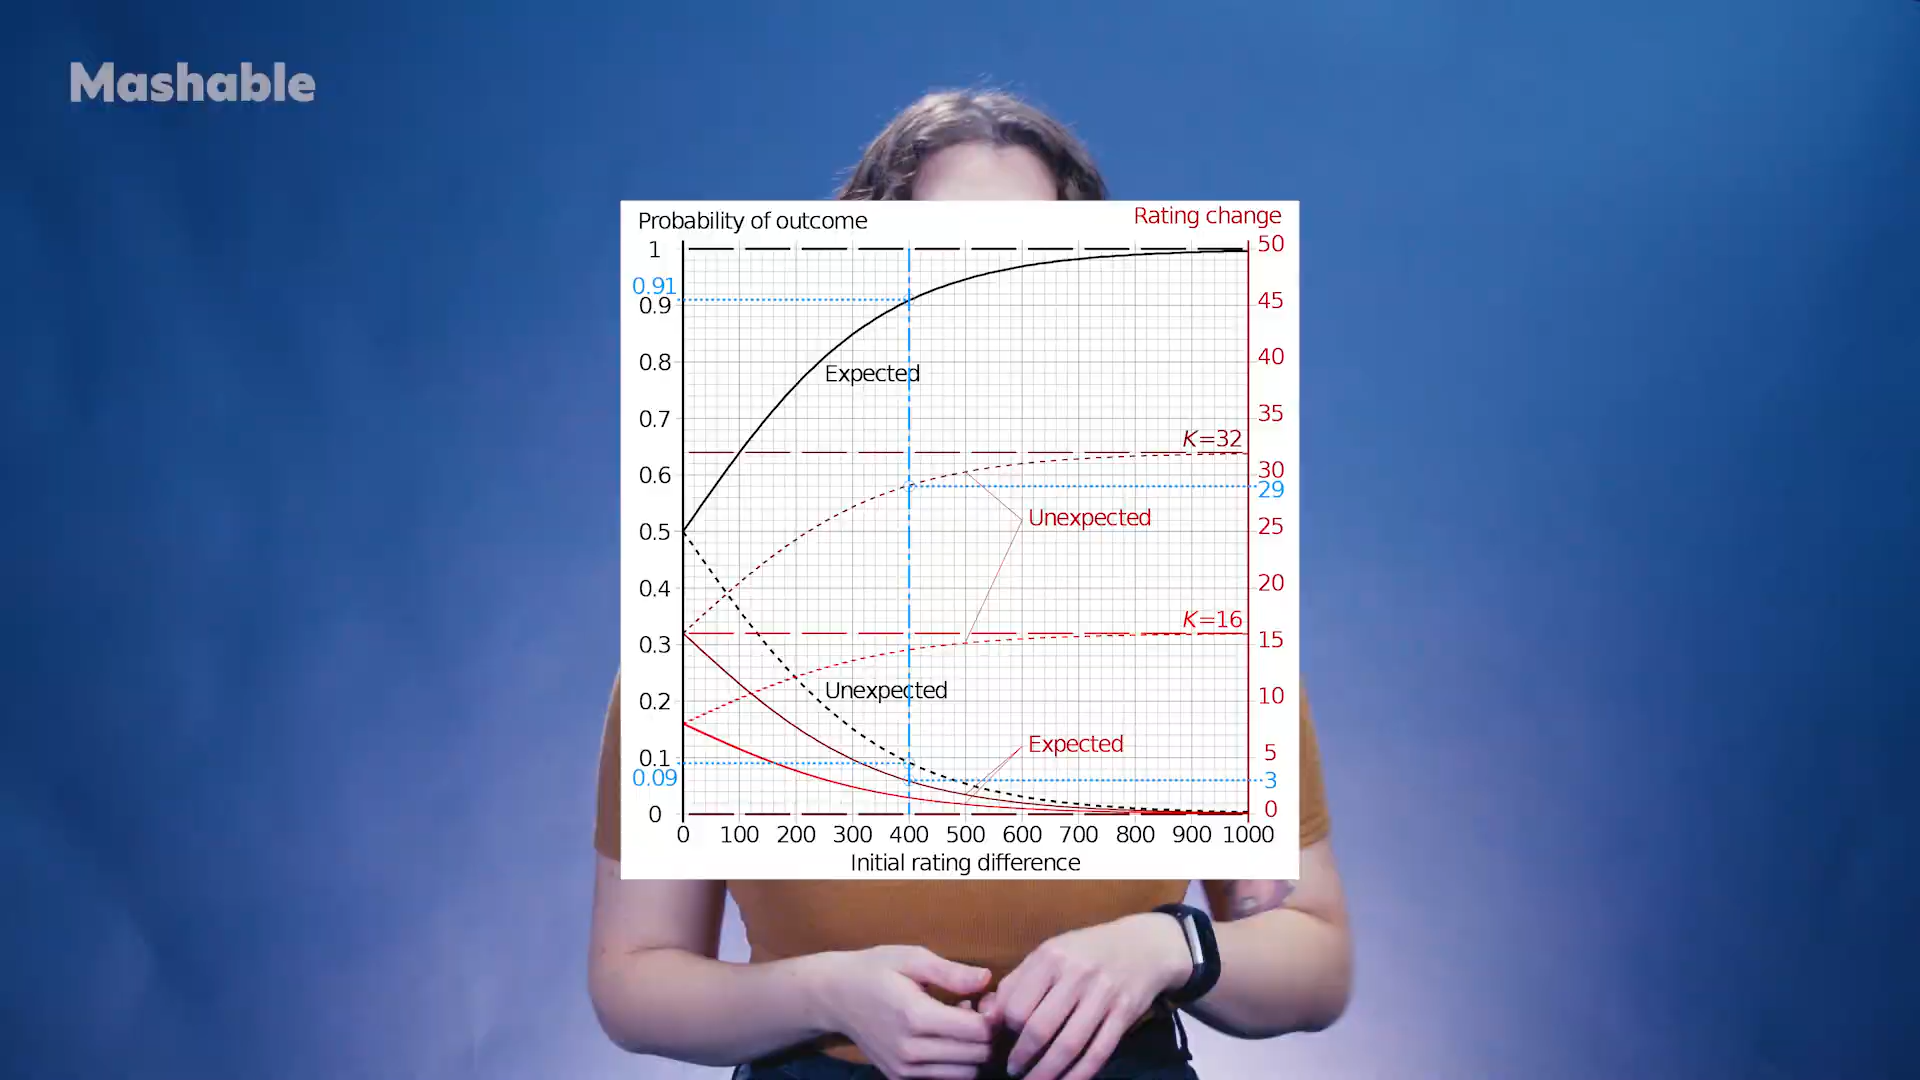 Mashable
Probability of outcome
Rating change
1
50
0.91
0.9
45
0.8
40
Expected
0.7
35
K=32
0.6
30
29
Unexpected
0.5
25
0.4
20
K=16
0.3
15
Unexpected
0.2
10
Expected
0.1
5
0.09
3
0
0
0 100 200 300 400 500 600 700 800 900 1000
Initial rating difference